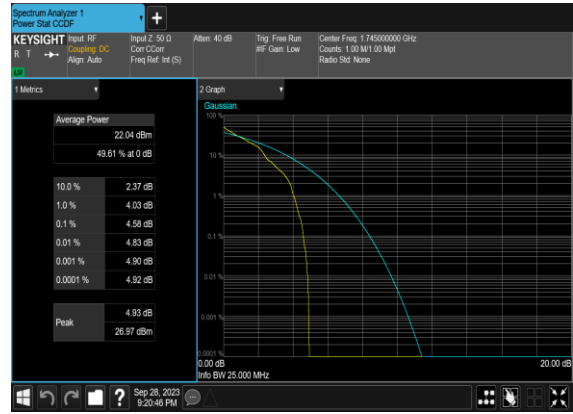 Spectrum Analyzer 1
Power Stat CCDF
+
KEYSIGHT
R T
LW
Input: RF
Coupling: DC
Align: Auto
Input Z: 50 Ω
Corr CCorr
Freq Ref: Int (S)
Atten: 40 dB
Trig: Free Run
#IF Gain: Low
Center Freq: 1.745000000 GHz
Counts: 1.00 M/1.00 Mpt
Radio Std: None
1 Metrics
Average Power
22.04 dBm
49.61 % at 0 dB
10.0 % 2.37 dB
1.0 % 4.03 dB
0.1 % 4.58 dB
0.01 % 4.83 dB
0.001 % 4.90 dB
0.0001 % 4.92 dB
Peak
4.93 dB
26.97 dBm
2 Graph
Gaussian
100 %
10 %
1 %
0.1 %
0.01 %
0.001 %
0.0001 %
0.00 dB 20.00 dB
Info BW 25.000 MHz
?
Sep 28, 2023
9:20:46 PM